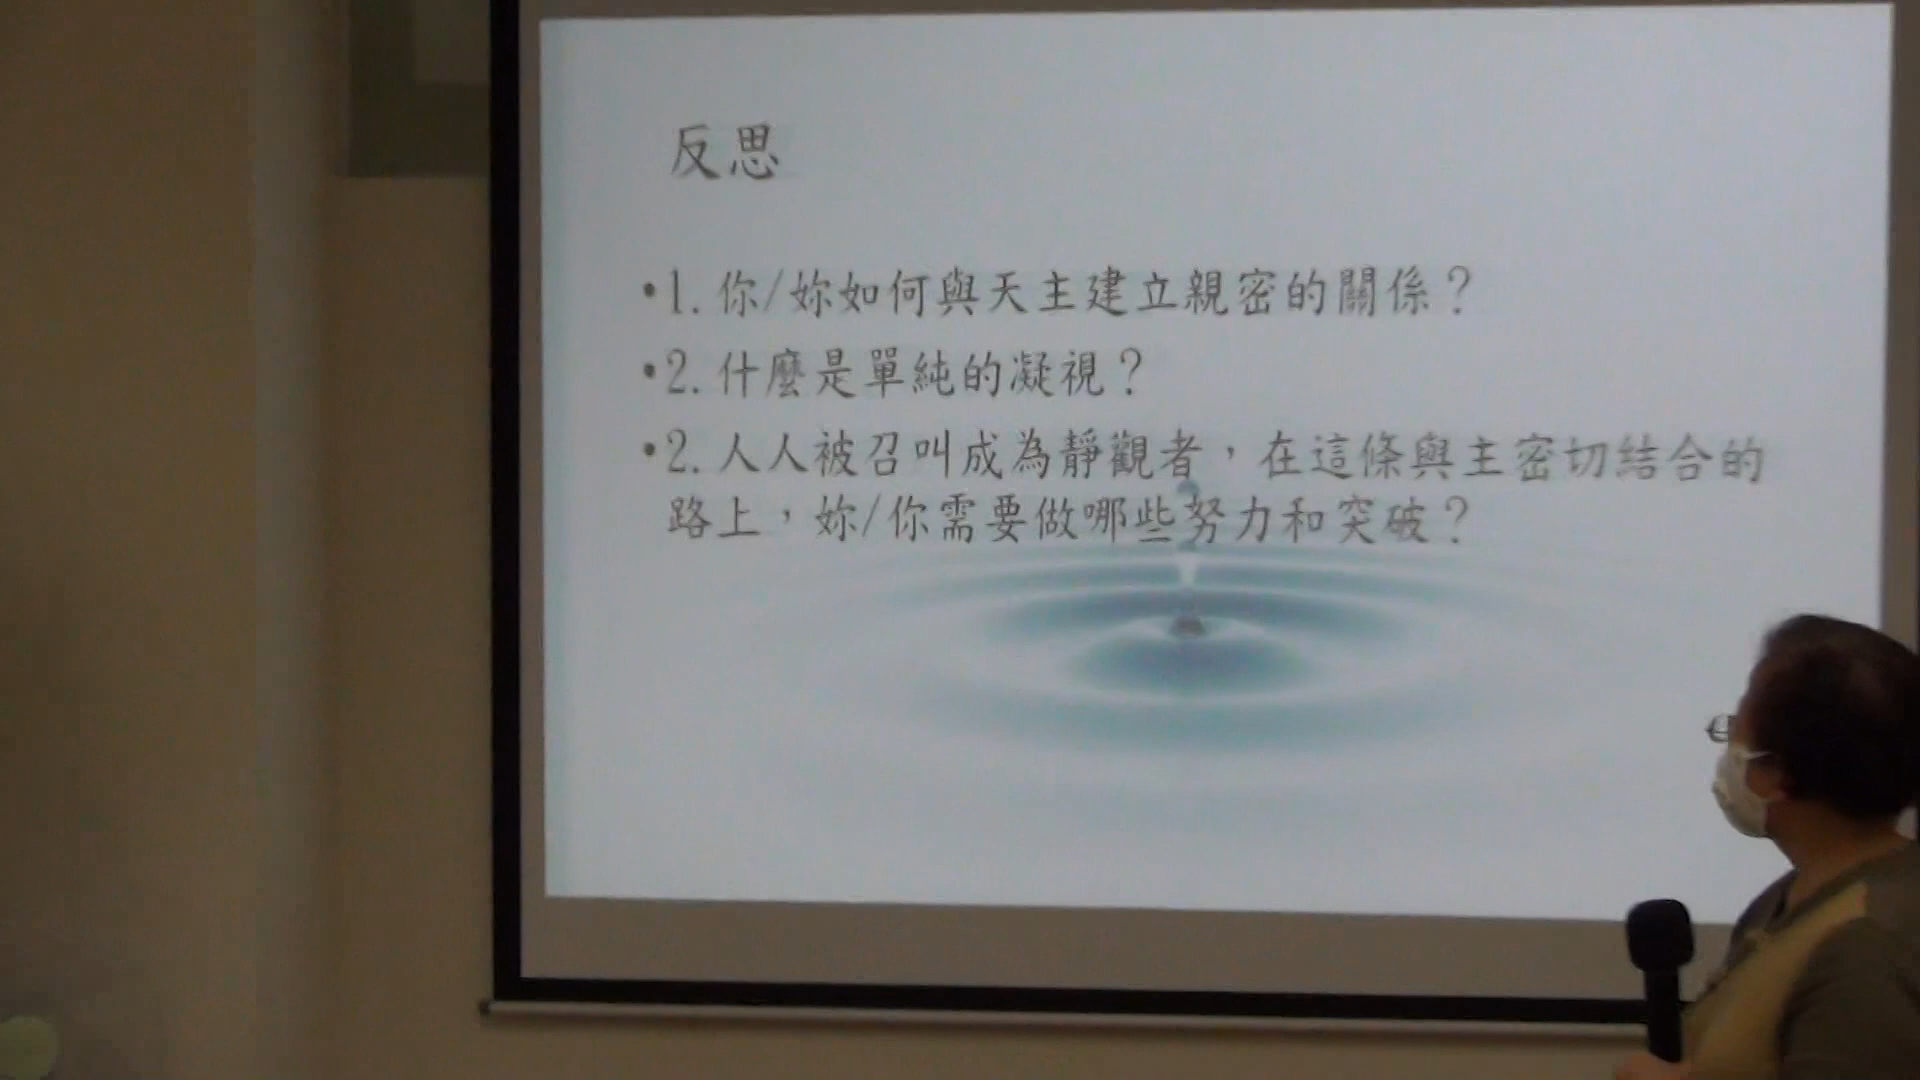 反思
•1. 你/妳如何與天主建立親密的關係？
•2. 什麼是單純的凝視？
•2. 人人被召叫成為靜觀者，在這條與主密切結合的
路上，妳/你需要做哪些努力和突破？